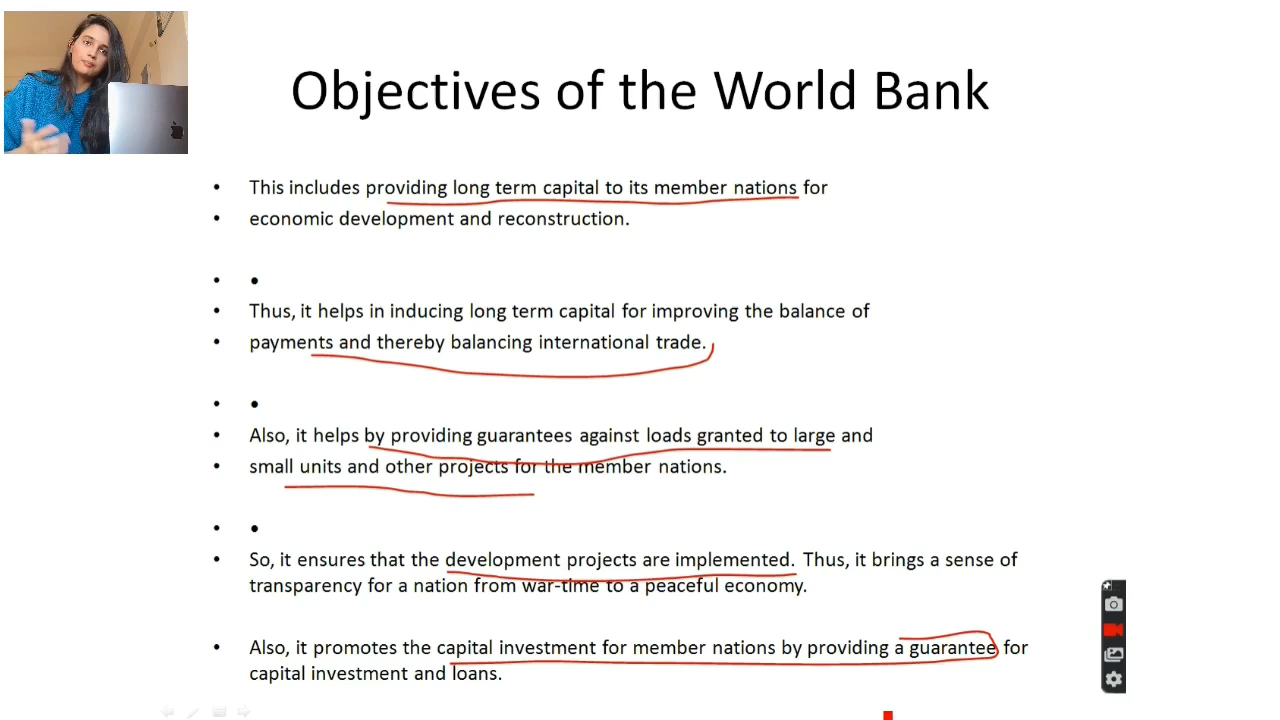 Objectives of the World Bank
• This includes providing long term capital to its member nations for
• economic development and reconstruction.
• •
• Thus, it helps in inducing long term capital for improving the balance of
• payments and thereby balancing international trade.
• •
• Also, it helps by providing guarantees against loads granted to large and
• small units and other projects for the member nations.
• •
• So, it ensures that the development projects are implemented. Thus, it brings a sense of
transparency for a nation from war-time to a peaceful economy.
Also, it promotes the capital investment for member nations by providing a guarantee for
capital investment and loans.